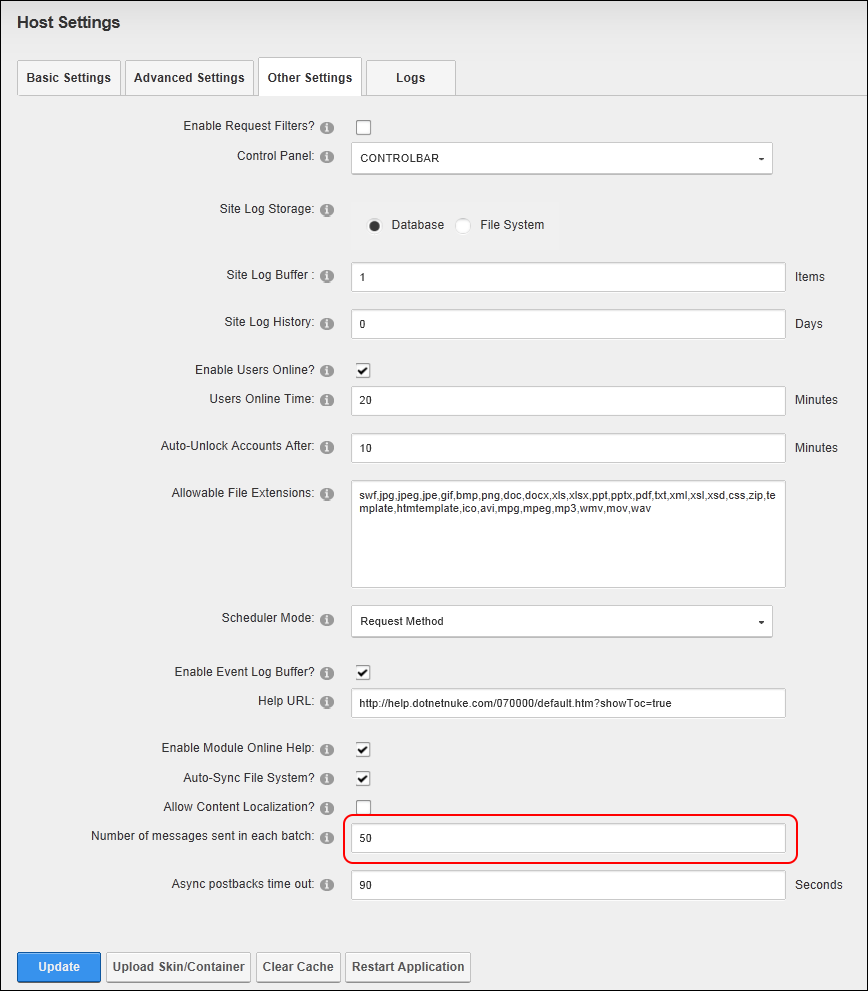 Host Settings
Basic Settings Advanced Settings Other Settings Logs
Enable Request Filters?
Control Panel: CONTROLBAR
Site Log Storage:
Database File System
Site Log Buffer : 1 Items
Site Log History: 0 Days
Enable Users Online?
Users Online Time: 20 Minutes
Auto-Unlock Accounts After: 10 Minutes
Allowable File Extensions: swf,jpg,jpeg,jpe,gif,bmp,png,doc,docx,xls,xlsx,ppt,pptx,pdf,txt,xml,xsl,xsd,css,zip,te
mplate,htmtemplate,ico,avi,mpg,mpeg,mp3,wmv,mov,wav
Scheduler Mode: Request Method
Enable Event Log Buffer?
Help URL: http://help.dotnetnuke.com/070000/default.htm?showToc=true
Enable Module Online Help:
Auto-Sync File System?
Allow Content Localization?
Number of messages sent in each batch: 50
Async postbacks time out: 90 Seconds
Update Upload Skin/Container Clear Cache Restart Application